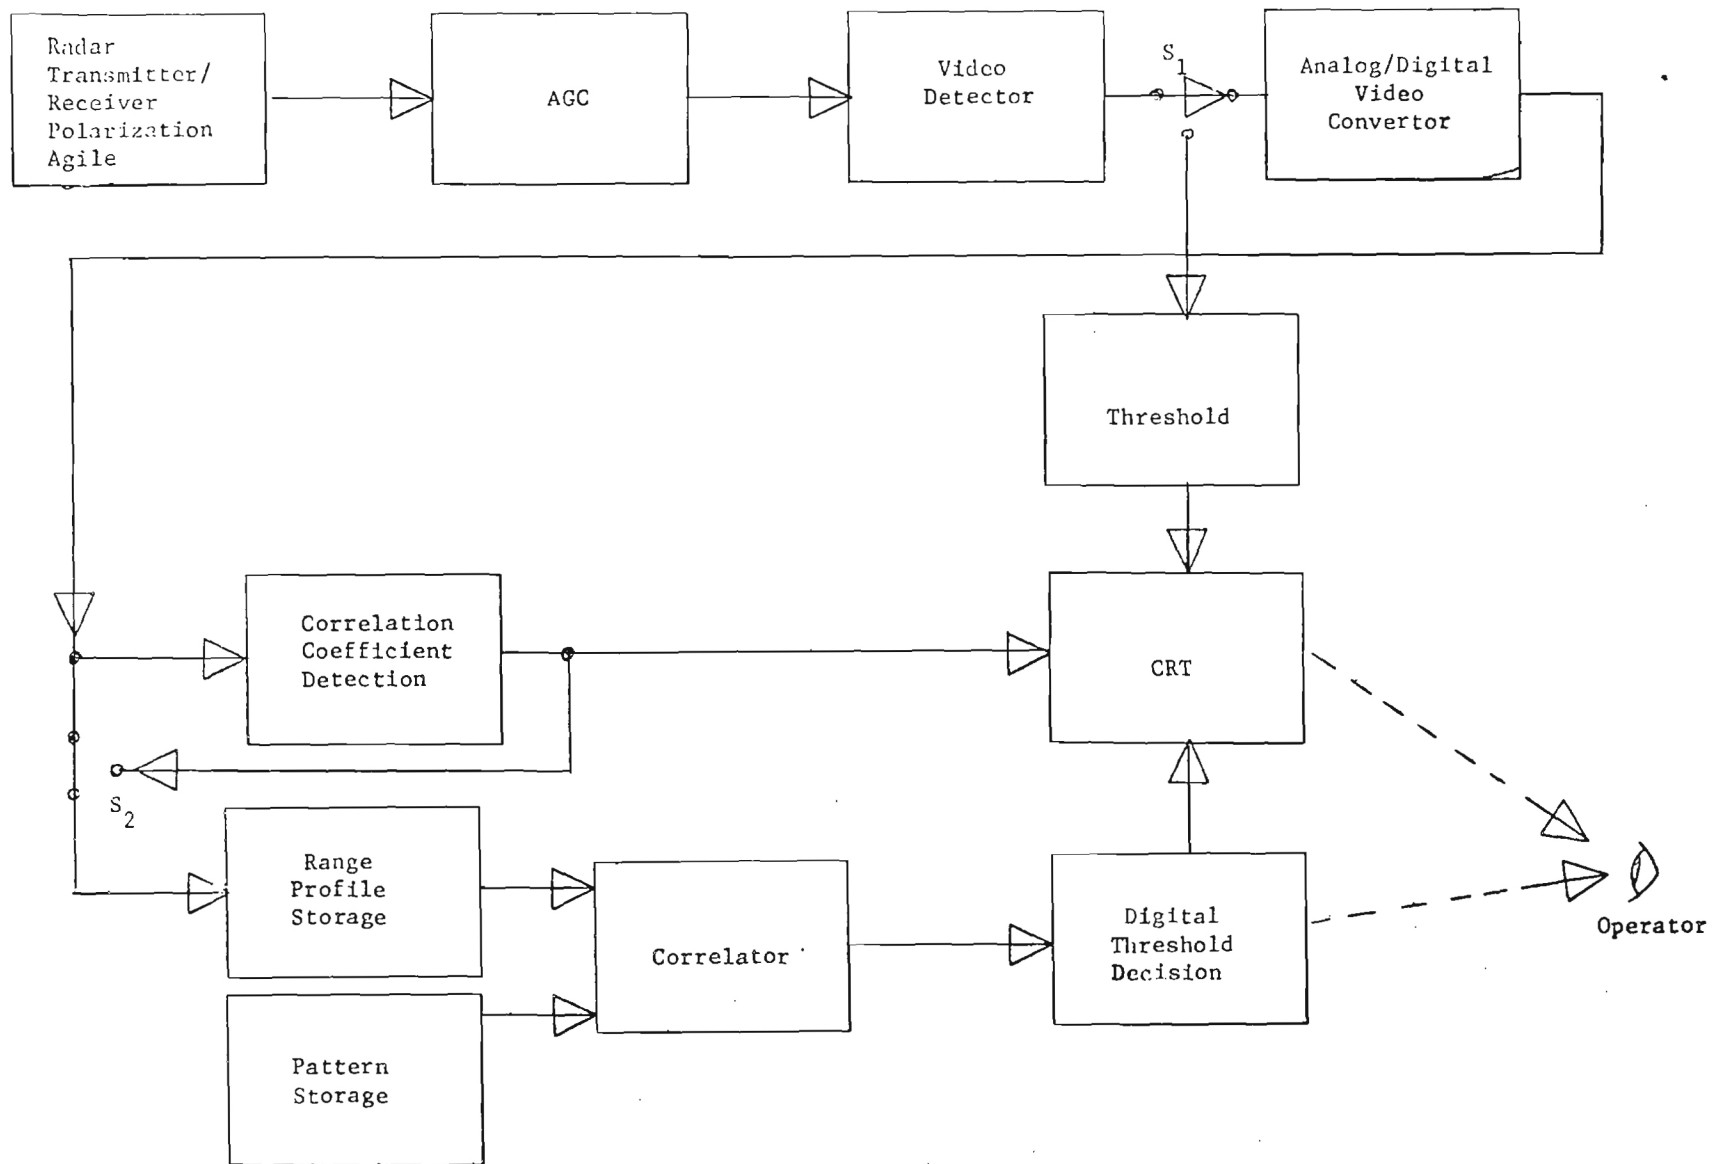 Radar
Transmitter/
Receiver
Polarization
Agile
AGC
Video
Detector
S1
Analog/Digital
Video
Convertor
Threshold
Correlation
Coefficient
Detection
CRT
S2
Range
Profile
Storage
Correlator
Digital
Threshold
Decision
Operator
Pattern
Storage